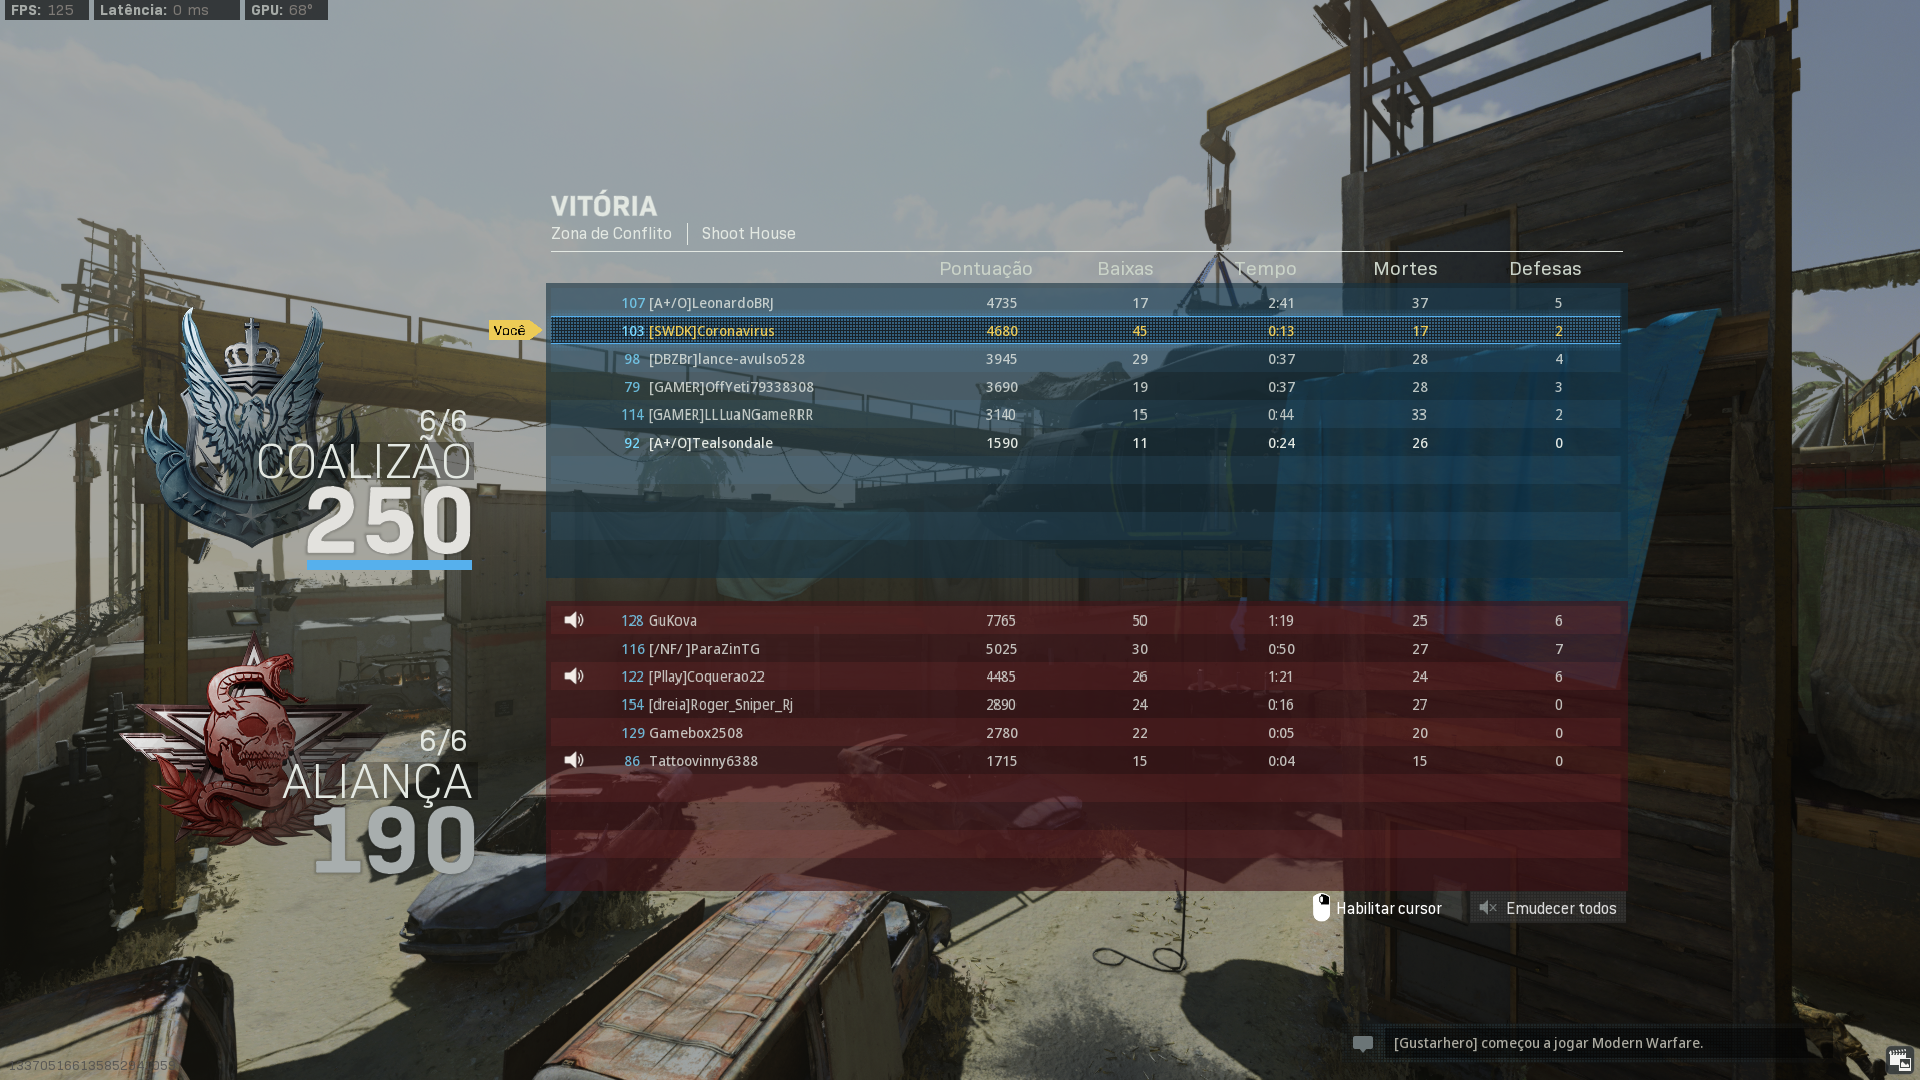 FPS: 125 Latência: 0 ms GPU: 68°
VITÓRIA
Zona de Conflito | Shoot House
Pontuação Baixas Tempo Mortes Defesas
107 [A+/O]LeonardoBRJ 4735 17 2:41 37 5
Você 103 [SWDK]Coronavirus 4680 45 0:13 17 2
98 [DBZBr]lance-avulso528 3945 29 0:37 28 4
79 [GAMER]OffYeti79338308 3690 19 0:37 28 3
114 [GAMER]LLLuaNGameRRR 3140 15 0:44 33 2
92 [A+/O]Tealsondale 1590 11 0:24 26 0
6/6
COALIZÃO
250
128 GuKova 7765 50 1:19 25 6
116 [/NF/ ]ParaZinTG 5025 30 0:50 27 7
122 [Pllay]Coquerao22 4485 26 1:21 24 6
154 [dreia]Roger_Sniper_Rj 2890 24 0:16 27 0
129 Gamebox2508 2780 22 0:05 20 0
86 Tattoovinny6388 1715 15 0:04 15 0
6/6
ALIANÇA
190
Habilitar cursor Emudecer todos
[Gustarhero] começou a jogar Modern Warfare.